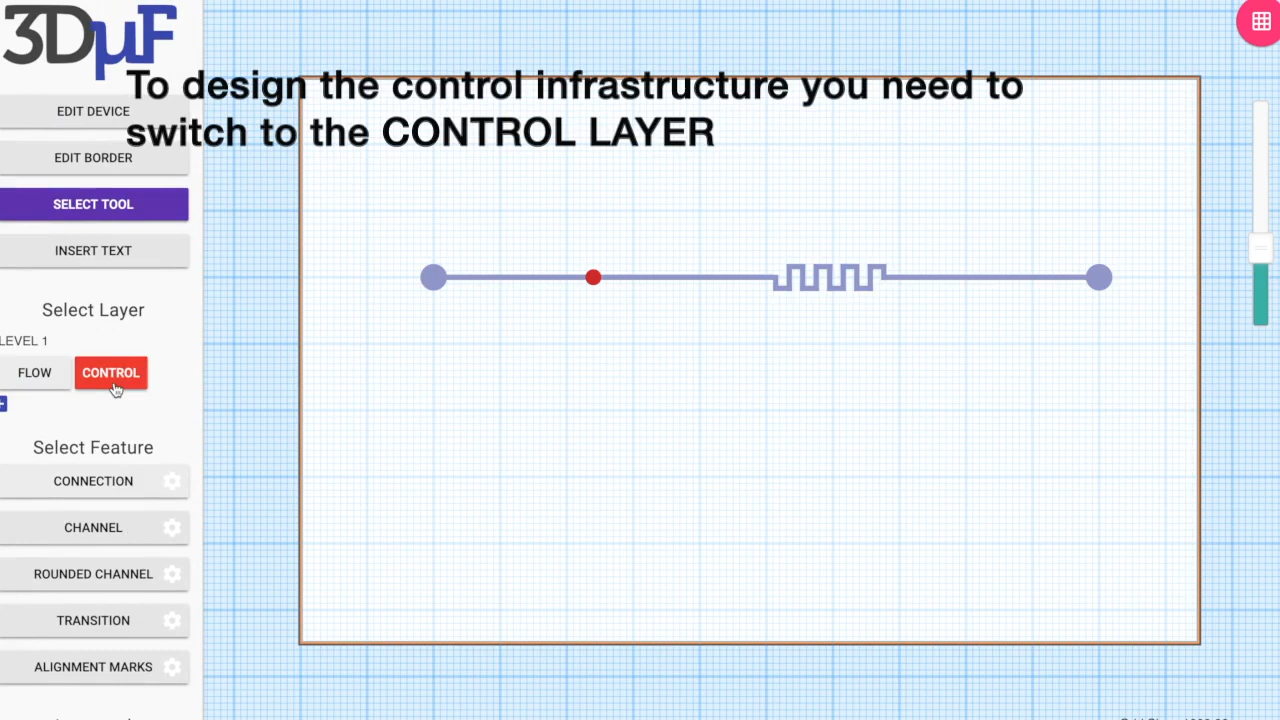 3DμF
To design the control infrastructure you need to
switch to the CONTROL LAYER
EDIT DEVICE
EDIT BORDER
SELECT TOOL
INSERT TEXT
Select Layer
LEVEL 1
FLOW CONTROL
Select Feature
CONNECTION
CHANNEL
ROUNDED CHANNEL
TRANSITION
ALIGNMENT MARKS